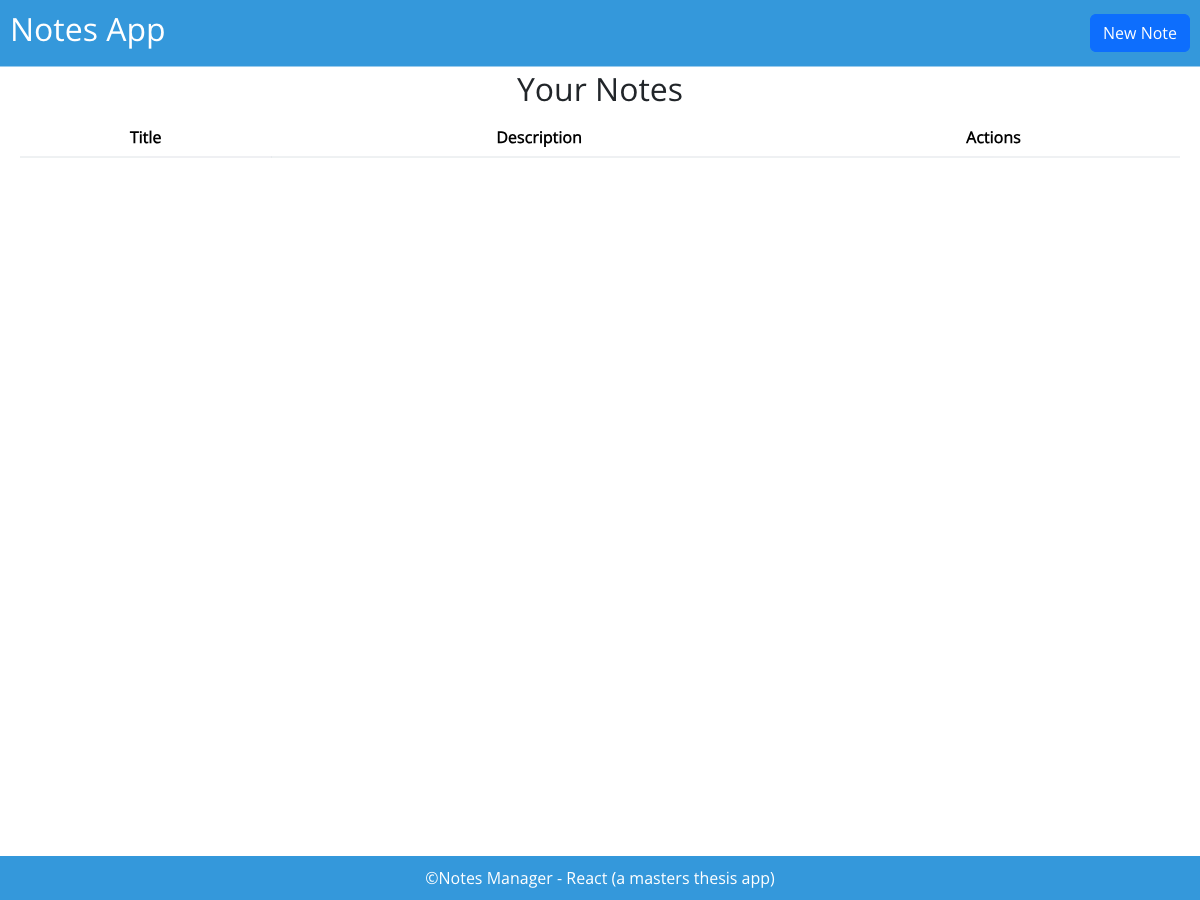 Notes App
New Note
Your Notes
Title Description Actions
©Notes Manager - React (a masters thesis app)